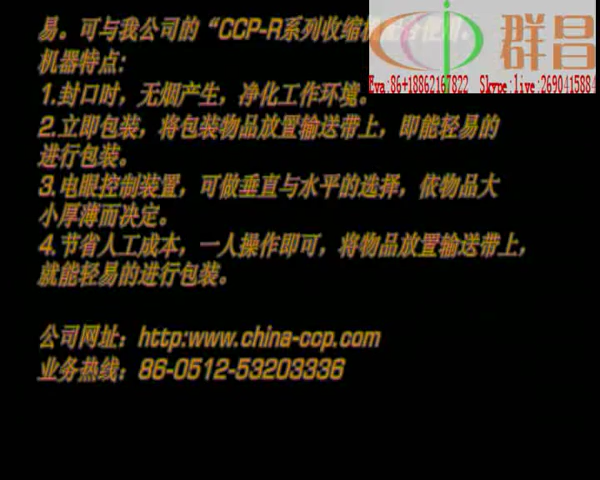 易。可与我公司的“CCP-R系列收缩
群昌
Eva:86+18862167822 Skype:live:2690415884
机器特点:
1.封口时，无烟产生，净化工作环境。
2.立即包装，将包装物品放置输送带上，即能轻易的
进行包装。
3.电眼控制装置，可做垂直与水平的选择，依物品大
小厚薄而决定。
4.节省人工成本，一人操作即可，将物品放置输送带上，
就能轻易的进行包装。
公司网址：http:www.china-ccp.com
业务热线：86-0512-53203336